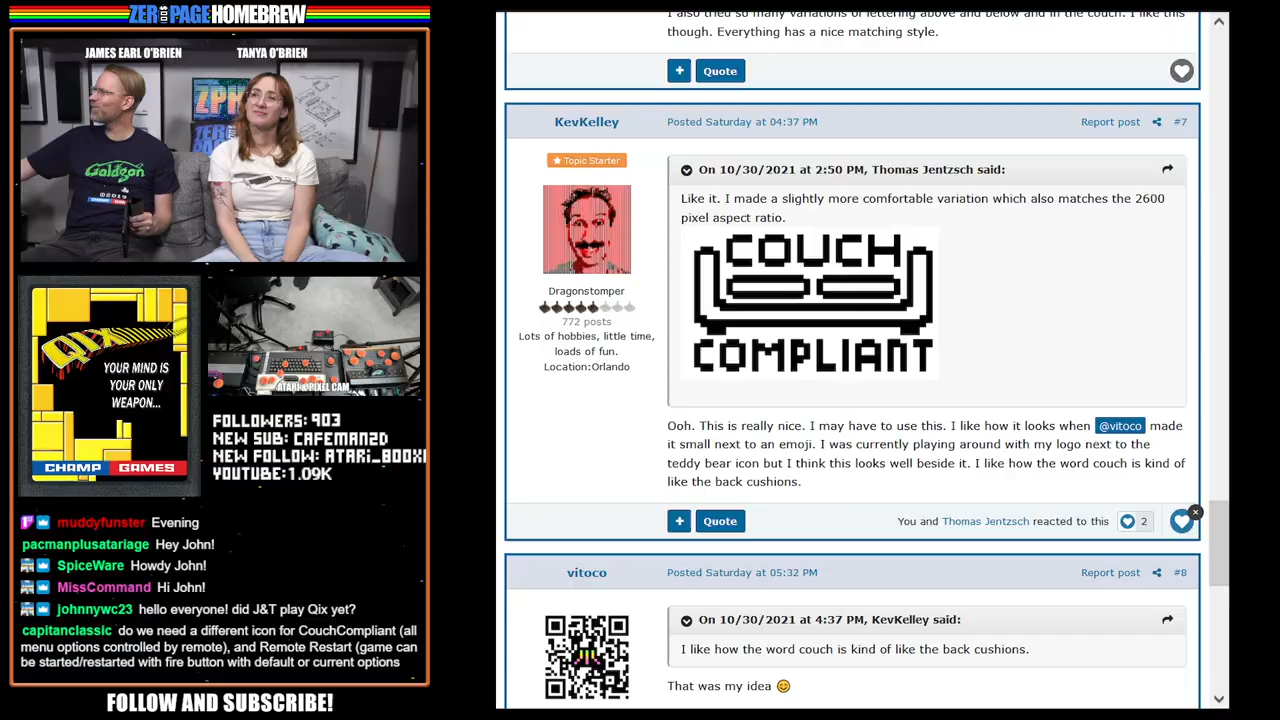 ZERO PAGE HOMEBREW
JAMES EARL O'BRIEN
TANYA O'BRIEN
ZPH
Galagon
©2019
CHAMP GAMES
QIX
YOUR MIND IS
YOUR ONLY
WEAPON...
CHAMP GAMES
ATARI & PIXEL CAM
FOLLOWERS: 903
NEW SUB: CAFEMAN2D
NEW FOLLOW: ATARI_800X
YOUTUBE: 1.09K
muddyfunster Evening
pacmanplusatariage Hey John!
SpiceWare Howdy John!
MissCommand Hi John!
johnnywc23 hello everyone! did J&T play Qix yet?
capitanclassic do we need a different icon for CouchCompliant (all
menu options controlled by remote), and Remote Restart (game can
be started/restarted with fire button with default or current options
FOLLOW AND SUBSCRIBE!
I also tried so many variations of lettering above and below and in the couch. I like this
though. Everything has a nice matching style.
+ Quote
KevKelley
Posted Saturday at 04:37 PM
Report post
#7
Topic Starter
Dragonstomper
772 posts
Lots of hobbies, little time,
loads of fun.
Location:Orlando
On 10/30/2021 at 2:50 PM, Thomas Jentzsch said:
Like it. I made a slightly more comfortable variation which also matches the 2600
pixel aspect ratio.
COUCH
COMPLIANT
Ooh. This is really nice. I may have to use this. I like how it looks when @vitoco made
it small next to an emoji. I was currently playing around with my logo next to the
teddy bear icon but I think this looks well beside it. I like how the word couch is kind of
like the back cushions.
+ Quote
You and Thomas Jentzsch reacted to this
2
vitoco
Posted Saturday at 05:32 PM
Report post
#8
On 10/30/2021 at 4:37 PM, KevKelley said:
I like how the word couch is kind of like the back cushions.
That was my idea